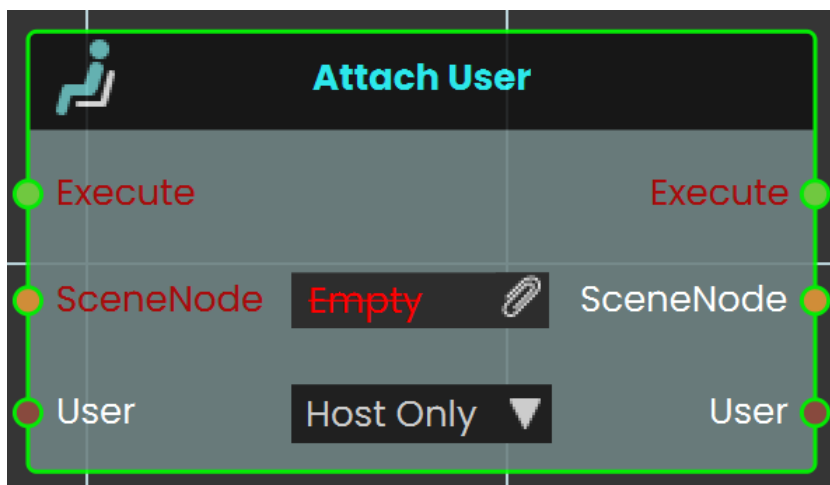 Attach User
Execute Execute
SceneNode Empty SceneNode
User Host Only User